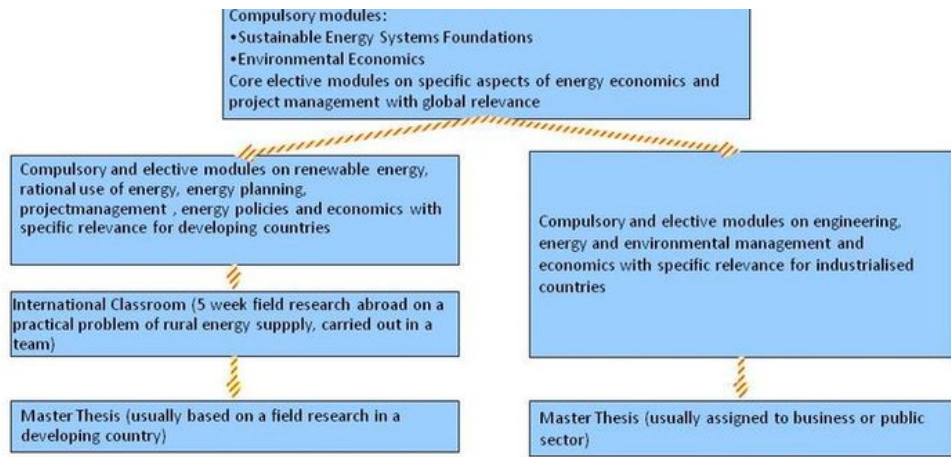 Compulsory modules:
•Sustainable Energy Systems Foundations
•Environmental Economics
Core elective modules on specific aspects of energy economics and
project management with global relevance
Compulsory and elective modules on renewable energy,
rational use of energy, energy planning,
projectmanagement , energy policies and economics with
specific relevance for developing countries
International Classroom (5 week field research abroad on a
practical problem of rural energy suppply, carried out in a
team)
Master Thesis (usually based on a field research in a
developing country)
Compulsory and elective modules on engineering,
energy and environmental management and
economics with specific relevance for industrialised
countries
Master Thesis (usually assigned to business or public
sector)